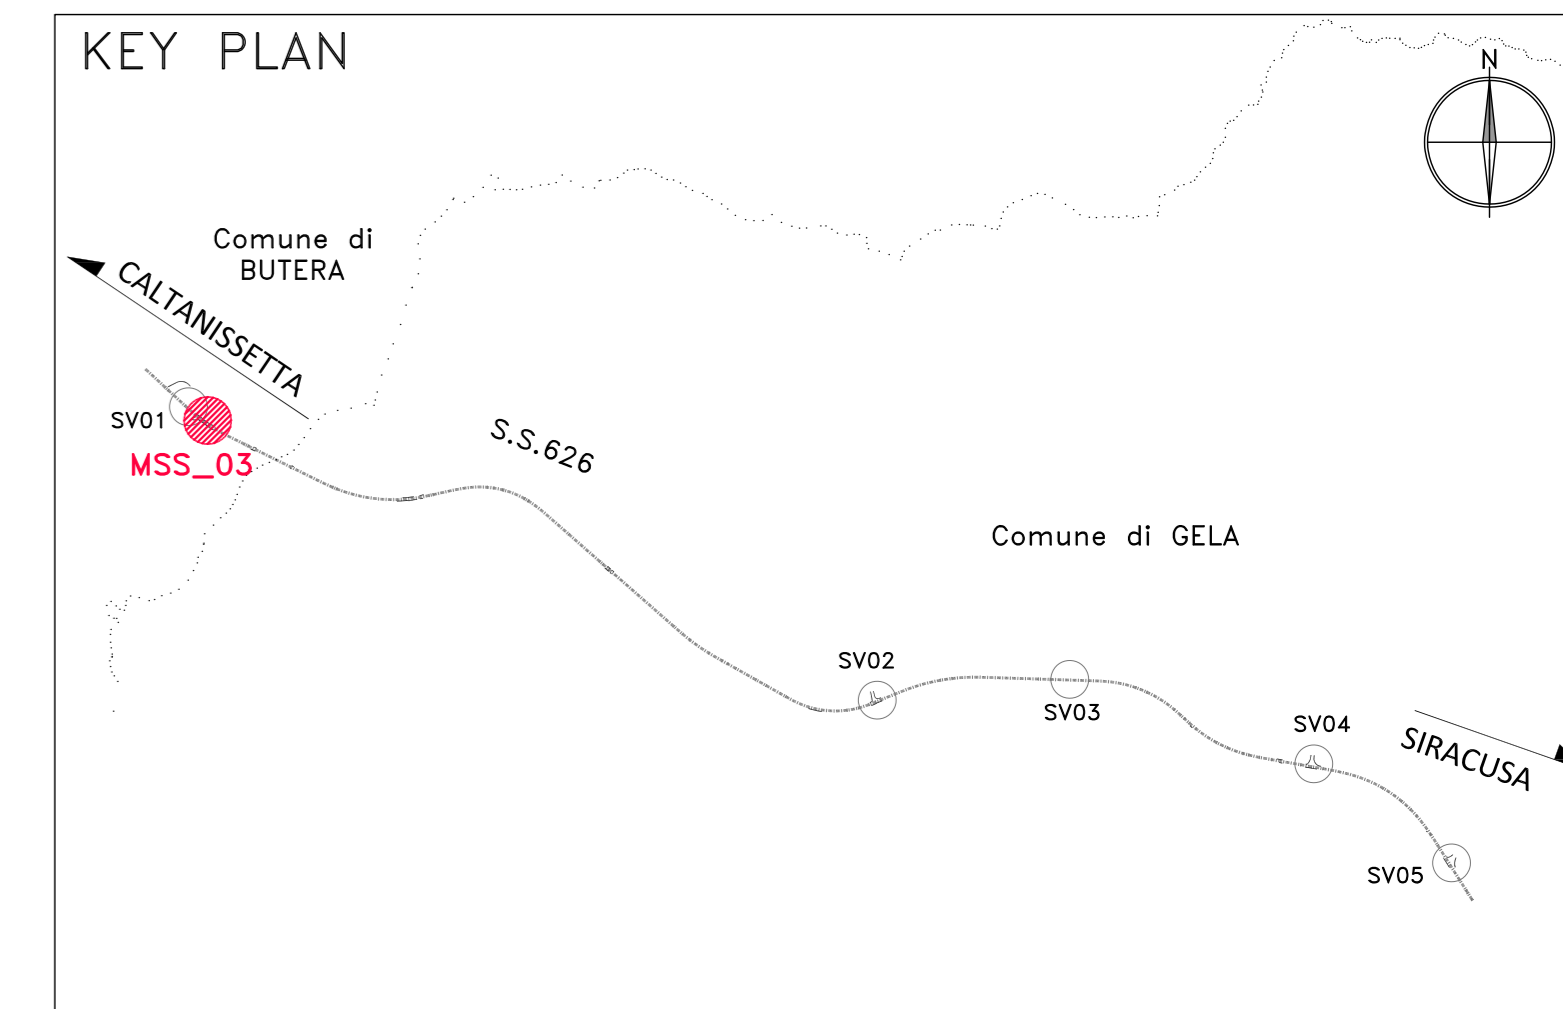 KEY PLAN
N
Comune di
BUTERA
CALTANISSETTA
SV01
MSS_03
S.S.626
Comune di GELA
SV02
SV03
SV04
SIRACUSA
SV05